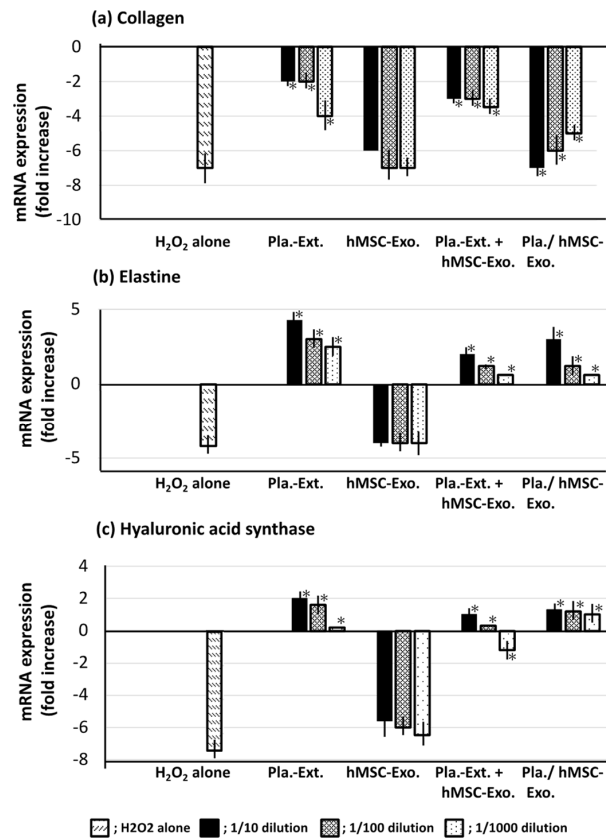 (a) Collagen
mRNA expression
(fold increase)
0
-2
-4
-6
-8
-10
* * * * * * * * *
H₂O₂ alone
Pla.-Ext.
hMSC-Exo.
Pla.-Ext. +
hMSC-Exo.
Pla./ hMSC-
Exo.
(b) Elastine
mRNA expression
(fold increase)
5
0
-5
* * * * * * * * *
H₂O₂ alone
Pla.-Ext.
hMSC-Exo.
Pla.-Ext. +
hMSC-Exo.
Pla./ hMSC-
Exo.
(c) Hyaluronic acid synthase
mRNA expression
(fold increase)
4
2
0
-2
-4
-6
-8
* * * * * * * * *
H₂O₂ alone
Pla.-Ext.
hMSC-Exo.
Pla.-Ext. +
hMSC-Exo.
Pla./ hMSC-
Exo.
; H2O2 alone ; 1/10 dilution ; 1/100 dilution ; 1/1000 dilution